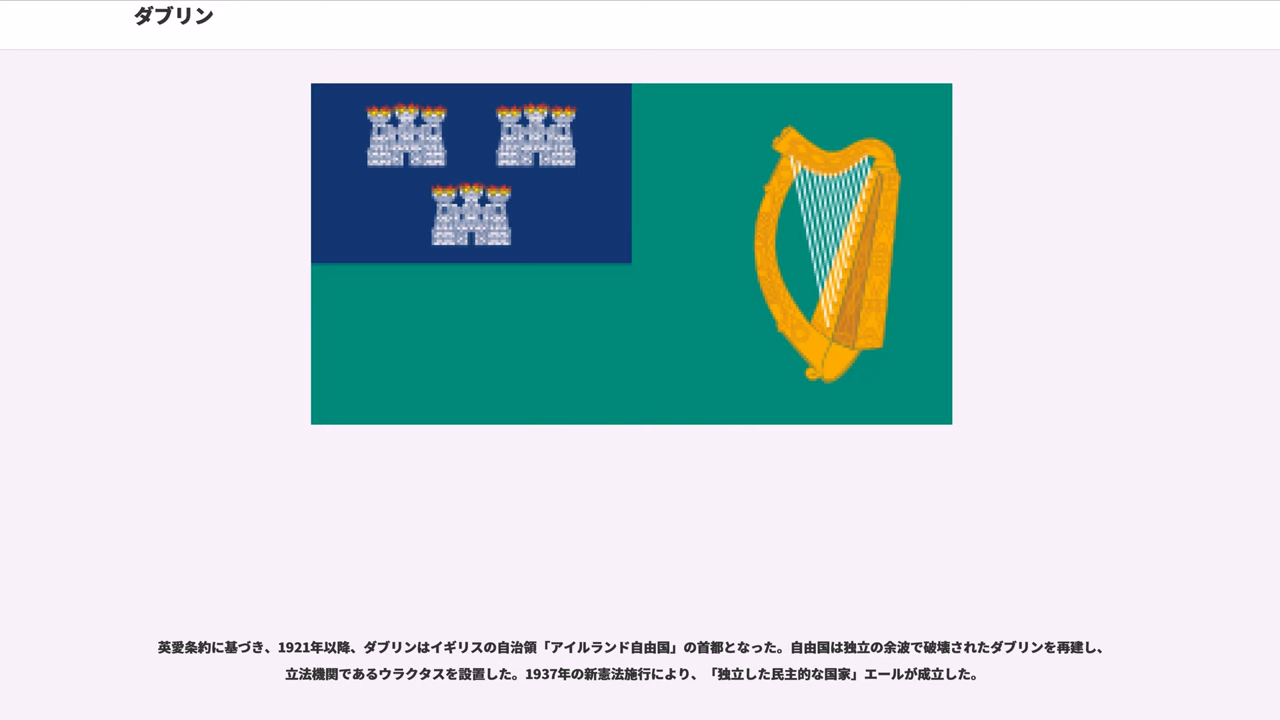 ダブリン
英愛条約に基づき、1921年以降、ダブリンはイギリスの自治領「アイルランド自由国」の首都となった。自由国は独立の余波で破壊されたダブリンを再建し、
立法機関であるウラクタスを設置した。1937年の新憲法施行により、「独立した民主的な国家」エールが成立した。